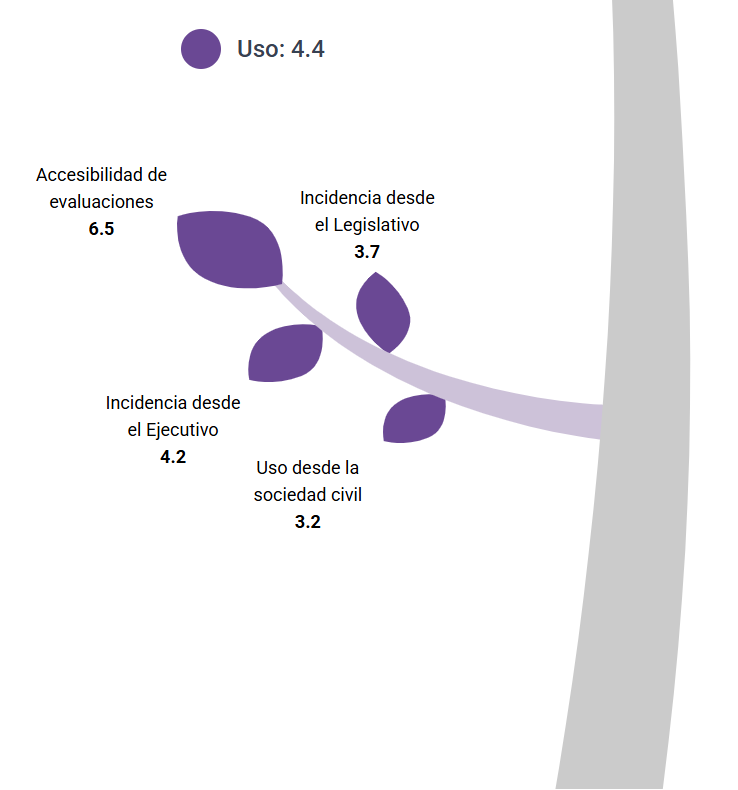 Uso: 4.4
Accesibilidad de
evaluaciones
6.5
Incidencia desde
el Legislativo
3.7
Incidencia desde
el Ejecutivo
4.2
Uso desde la
sociedad civil
3.2